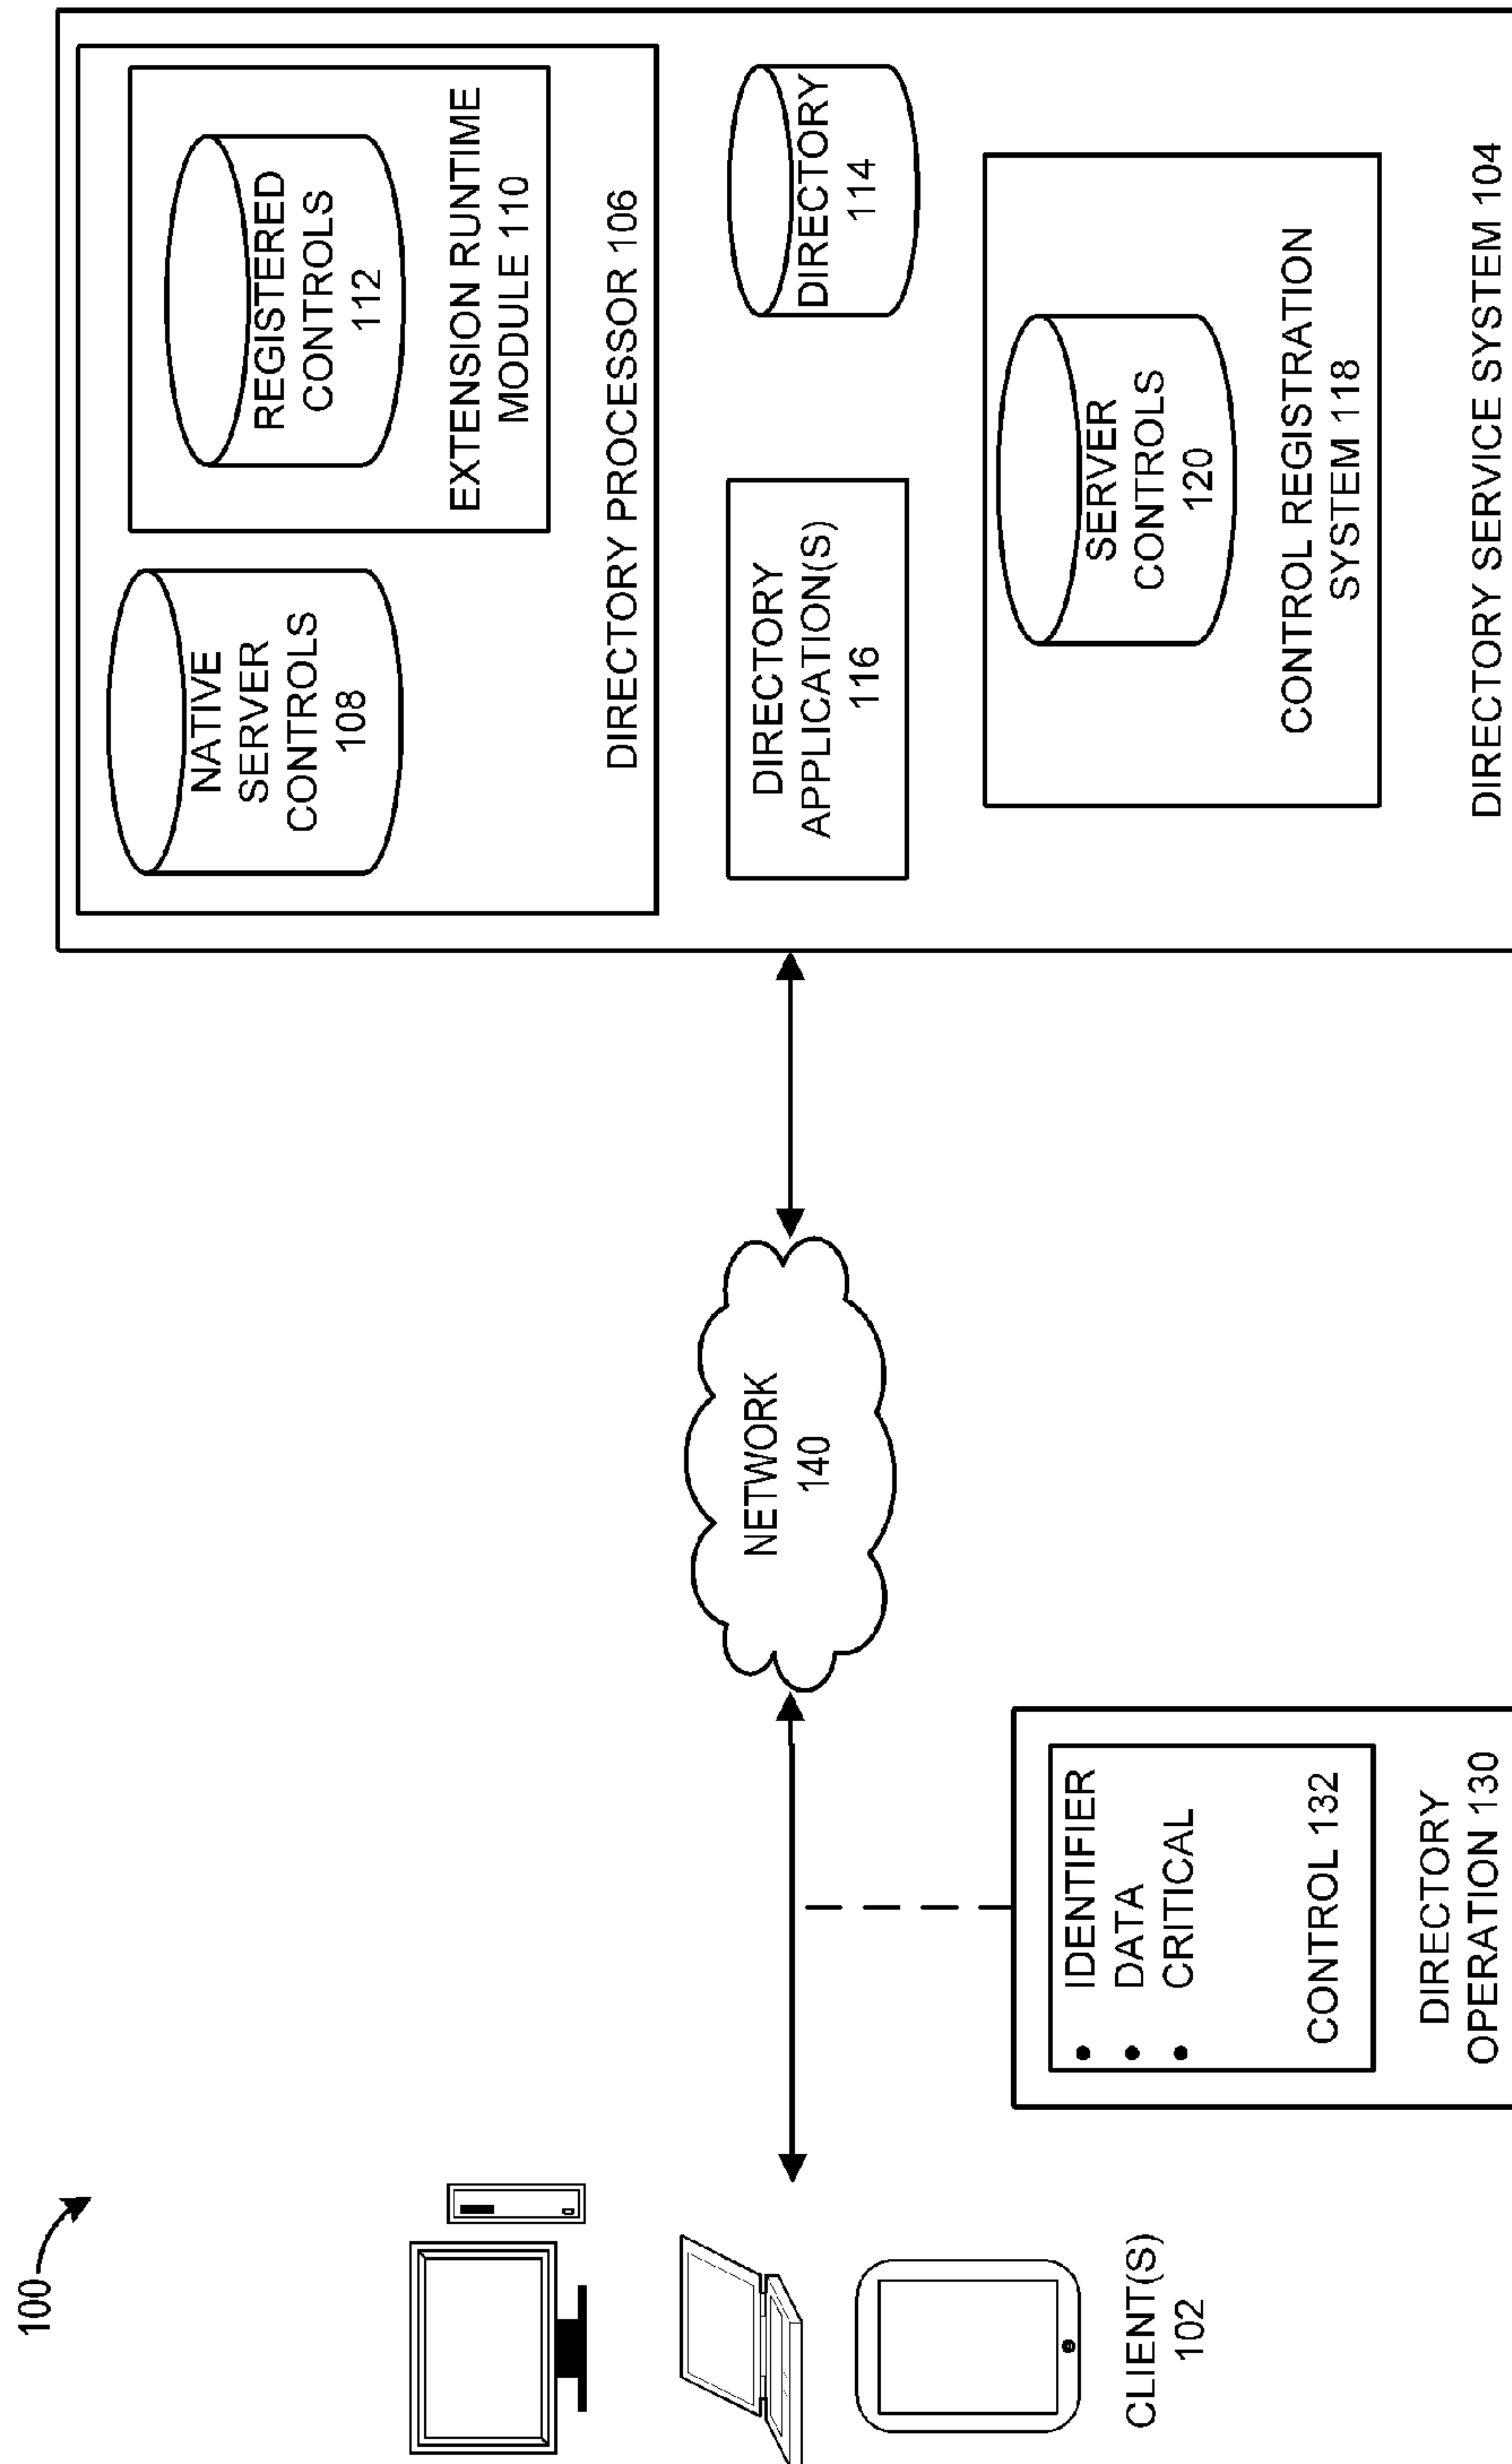 100
CLIENT(S)
102
IDENTIFIER
DATA
CRITICAL
CONTROL 132
DIRECTORY
OPERATION 130
NETWORK
140
NATIVE
SERVER
CONTROLS
108
REGISTERED
CONTROLS
112
EXTENSION RUNTIME
MODULE 110
DIRECTORY PROCESSOR 106
DIRECTORY
APPLICATION(S)
116
DIRECTORY
114
SERVER
CONTROLS
120
CONTROL REGISTRATION
SYSTEM 118
DIRECTORY SERVICE SYSTEM 104